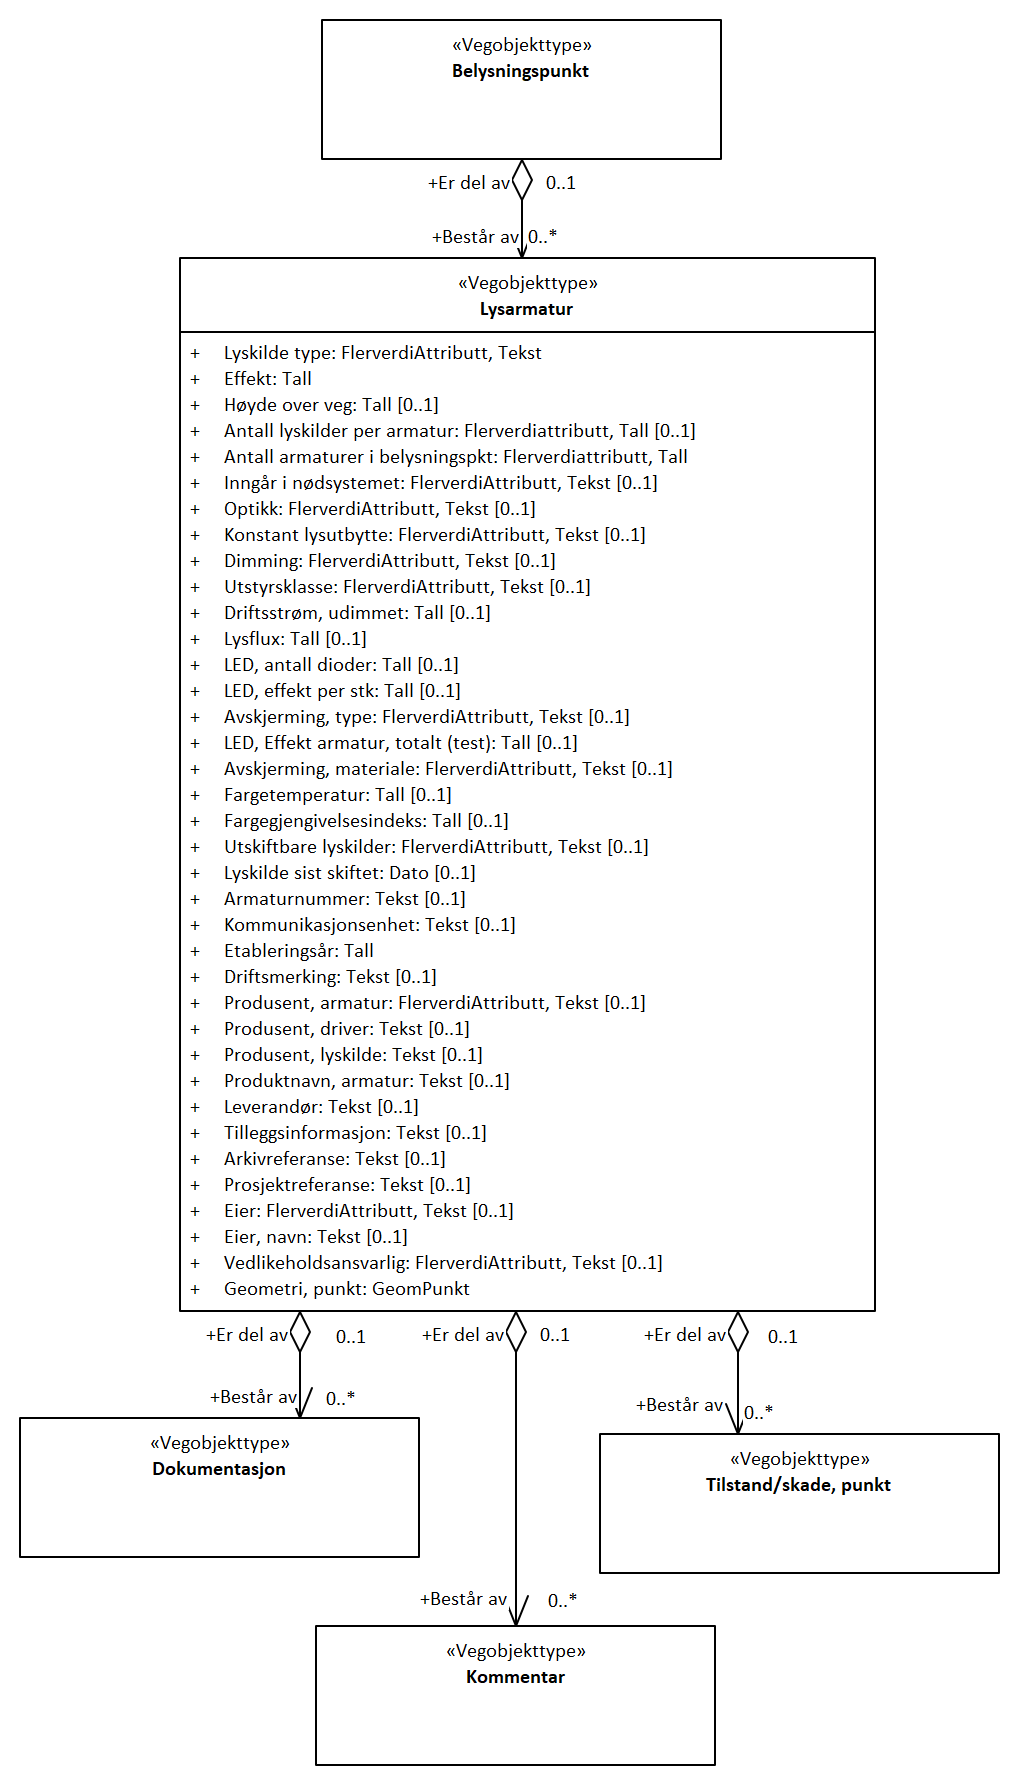 «Vegobjekttype»
Belysningspunkt
+Er del av 0..1
+Består av 0..*
«Vegobjekttype»
Lysarmatur
+ Lyskilde type: FlerverdiAttributt, Tekst
+ Effekt: Tall
+ Høyde over veg: Tall [0..1]
+ Antall lyskilder per armatur: Flerverdiattributt, Tall [0..1]
+ Antall armaturer i belysningspkt: Flerverdiattributt, Tall
+ Inngår i nødsystemet: FlerverdiAttributt, Tekst [0..1]
+ Optikk: FlerverdiAttributt, Tekst [0..1]
+ Konstant lysutbytte: FlerverdiAttributt, Tekst [0..1]
+ Dimming: FlerverdiAttributt, Tekst [0..1]
+ Utstyrsklasse: FlerverdiAttributt, Tekst [0..1]
+ Driftsstrøm, udimmet: Tall [0..1]
+ Lysflux: Tall [0..1]
+ LED, antall dioder: Tall [0..1]
+ LED, effekt per stk: Tall [0..1]
+ Avskjerming, type: FlerverdiAttributt, Tekst [0..1]
+ LED, Effekt armatur, totalt (test): Tall [0..1]
+ Avskjerming, materiale: FlerverdiAttributt, Tekst [0..1]
+ Fargetemperatur: Tall [0..1]
+ Fargegjengivelsesindeks: Tall [0..1]
+ Utskiftbare lyskilder: FlerverdiAttributt, Tekst [0..1]
+ Lyskilde sist skiftet: Dato [0..1]
+ Armaturnummer: Tekst [0..1]
+ Kommunikasjonsenhet: Tekst [0..1]
+ Etableringsår: Tall
+ Driftsmerking: Tekst [0..1]
+ Produsent, armatur: FlerverdiAttributt, Tekst [0..1]
+ Produsent, driver: Tekst [0..1]
+ Produsent, lyskilde: Tekst [0..1]
+ Produktnavn, armatur: Tekst [0..1]
+ Leverandør: Tekst [0..1]
+ Tilleggsinformasjon: Tekst [0..1]
+ Arkivreferanse: Tekst [0..1]
+ Prosjektreferanse: Tekst [0..1]
+ Eier: FlerverdiAttributt, Tekst [0..1]
+ Eier, navn: Tekst [0..1]
+ Vedlikeholdsansvarlig: FlerverdiAttributt, Tekst [0..1]
+ Geometri, punkt: GeomPunkt
+Er del av 0..1 +Er del av 0..1 +Er del av 0..1
+Består av 0..* +Består av 0..*
«Vegobjekttype»
Dokumentasjon
«Vegobjekttype»
Tilstand/skade, punkt
+Består av 0..*
«Vegobjekttype»
Kommentar